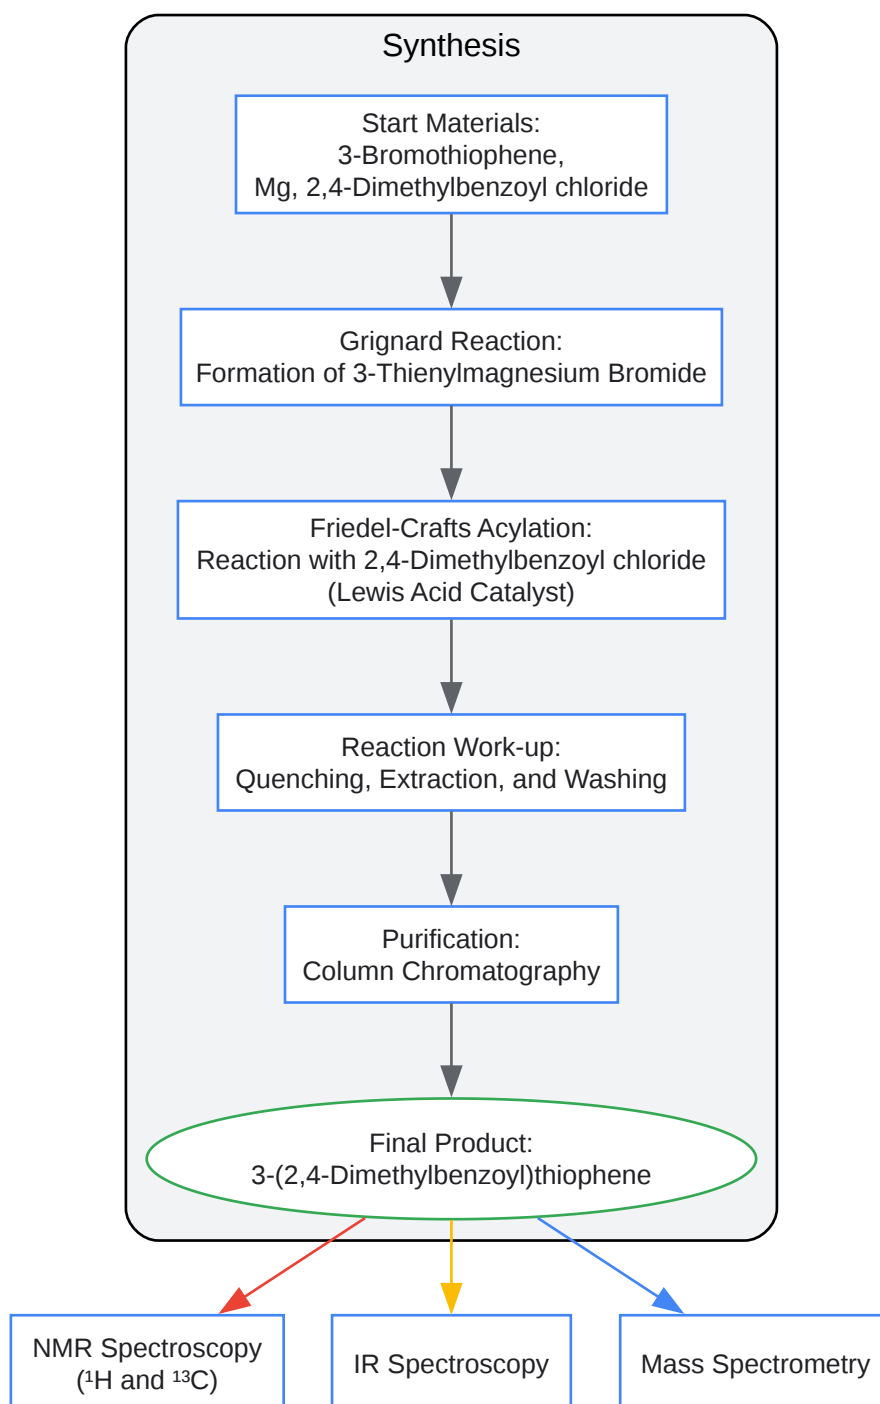 Synthesis
Start Materials:
3-Bromothiophene,
Mg, 2,4-Dimethylbenzoyl chloride
Grignard Reaction:
Formation of 3-Thienylmagnesium Bromide
Friedel-Crafts Acylation:
Reaction with 2,4-Dimethylbenzoyl chloride
(Lewis Acid Catalyst)
Reaction Work-up:
Quenching, Extraction, and Washing
Purification:
Column Chromatography
Final Product:
3-(2,4-Dimethylbenzoyl)thiophene
NMR Spectroscopy
(¹H and ¹³C)
IR Spectroscopy
Mass Spectrometry